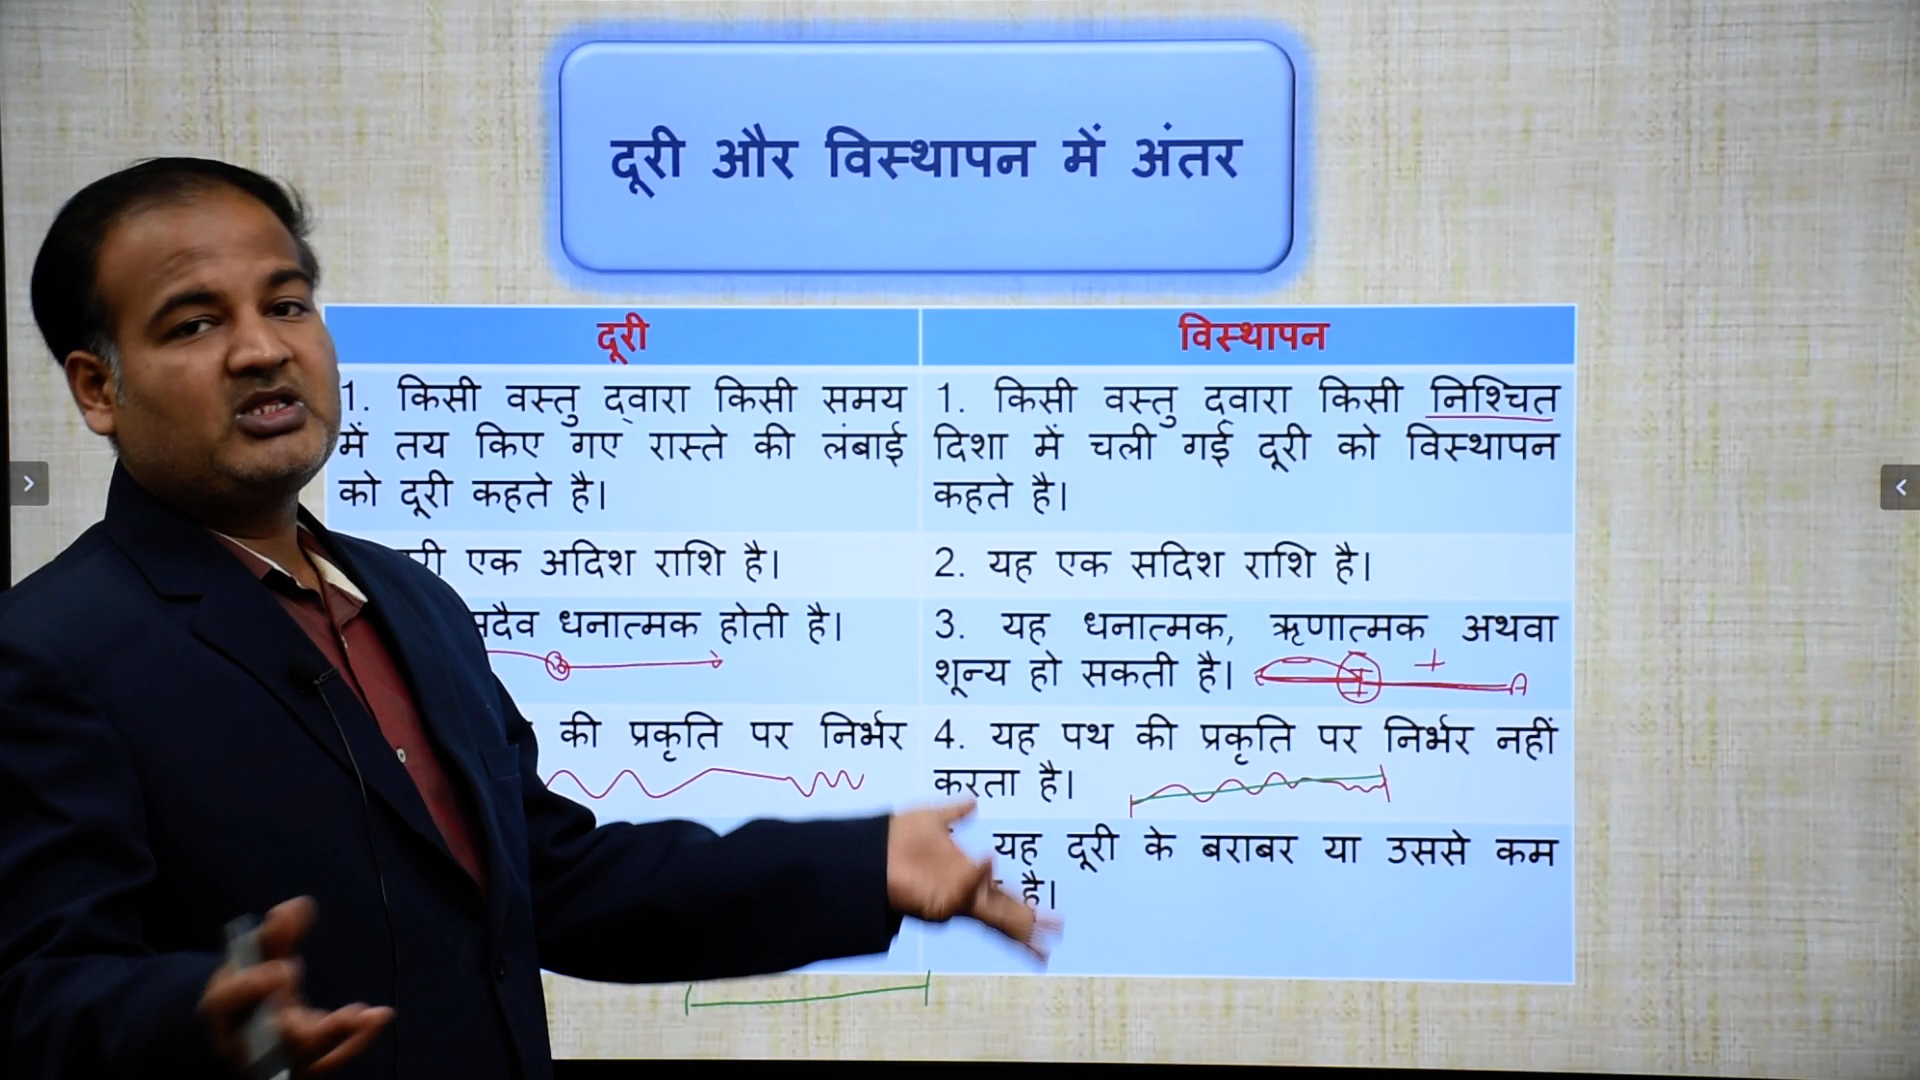 दूरी और विस्थापन में अंतर
दूरी
विस्थापन
1. किसी वस्तु द्वारा किसी समय
में तय किए गए रास्ते की लंबाई
को दूरी कहते है।
1. किसी वस्तु द्वारा किसी निश्चित
दिशा में चली गई दूरी को विस्थापन
कहते है।
एक अदिश राशि है।
2. यह एक सदिश राशि है।
सदैव धनात्मक होती है।
3. यह धनात्मक, ऋणात्मक अथवा
शून्य हो सकती है।
+
A
की प्रकृति पर निर्भर
4. यह पथ की प्रकृति पर निर्भर नहीं
करता है।
यह दूरी के बराबर या उससे कम
है।